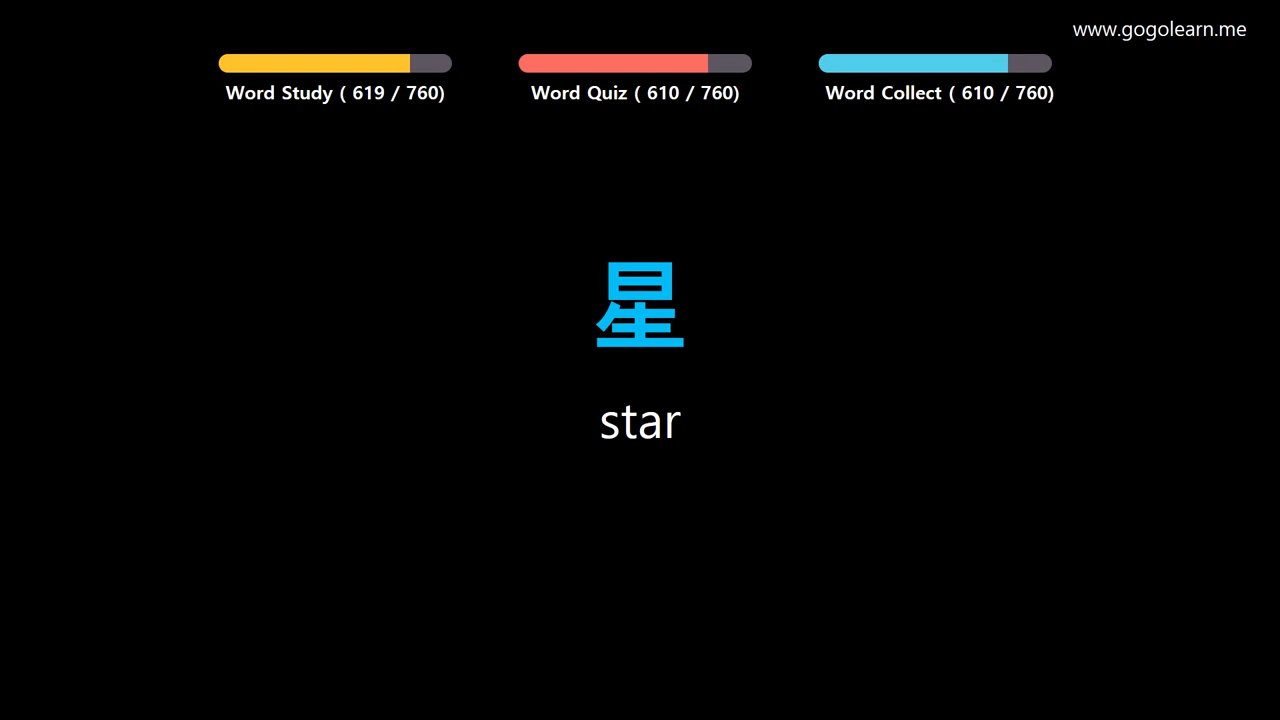 www.gogolearn.me
Word Study ( 619 / 760)
Word Quiz ( 610 / 760)
Word Collect ( 610 / 760)
星
star